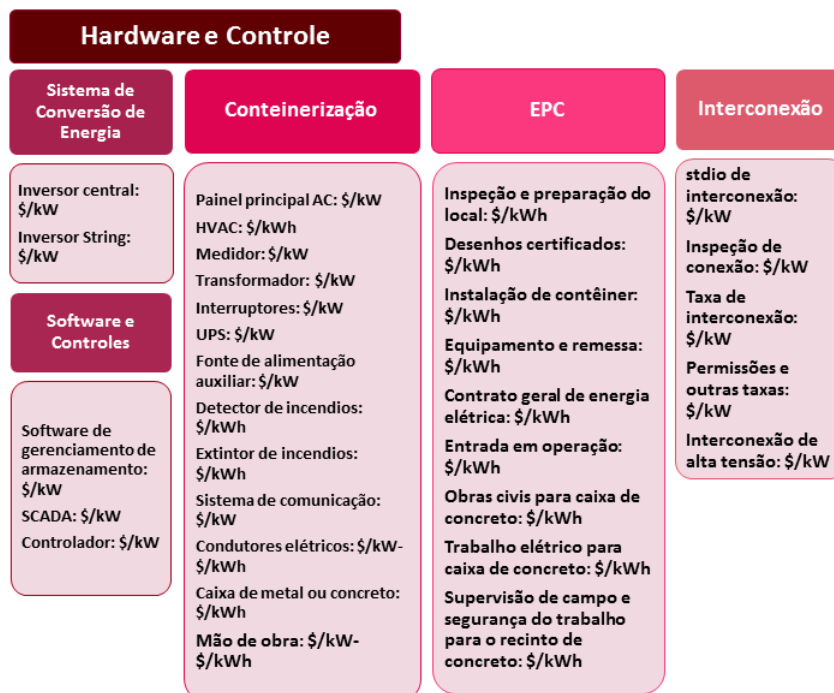 Hardware e Controle
Sistema de
Conversão de
Energia
Inversor central:
$/kW
Inversor String:
$/kW
Software e
Controles
Software de
gerenciamento de
armazenamento:
$/kW
SCADA: $/kW
Controlador: $/kW
Conteinerização
Painel principal AC: $/kW
HVAC: $/kWh
Medidor: $/kW
Transformador: $/kW
Interruptores: $/kW
UPS: $/kW
Fonte de alimentação
auxiliar: $/kW
Detector de incendios:
$/kWh
Extintor de incendios:
$/kWh
Sistema de comunicação:
$/kW
Condutores elétricos: $/kW-
$/kWh
Caixa de metal ou concreto:
$/kWh
Mão de obra: $/kW-
$/kWh
EPC
Inspeção e preparação do
local: $/kWh
Desenhos certificados:
$/kWh
Instalação de contêiner:
$/kWh
Equipamento e remessa:
$/kWh
Contrato geral de energia
elétrica: $/kWh
Entrada em operação:
$/kWh
Obras civis para caixa de
concreto: $/kWh
Trabalho elétrico para
caixa de concreto: $/kWh
Supervisão de campo e
segurança do trabalho
para o recinto de
concreto: $/kWh
Interconexão
stdio de
interconexão:
$/kW
Inspeção de
conexão: $/kW
Taxa de
interconexão:
$/kW
Permissões e
outras taxas:
$/kW
Interconexão de
alta tensão: $/kW